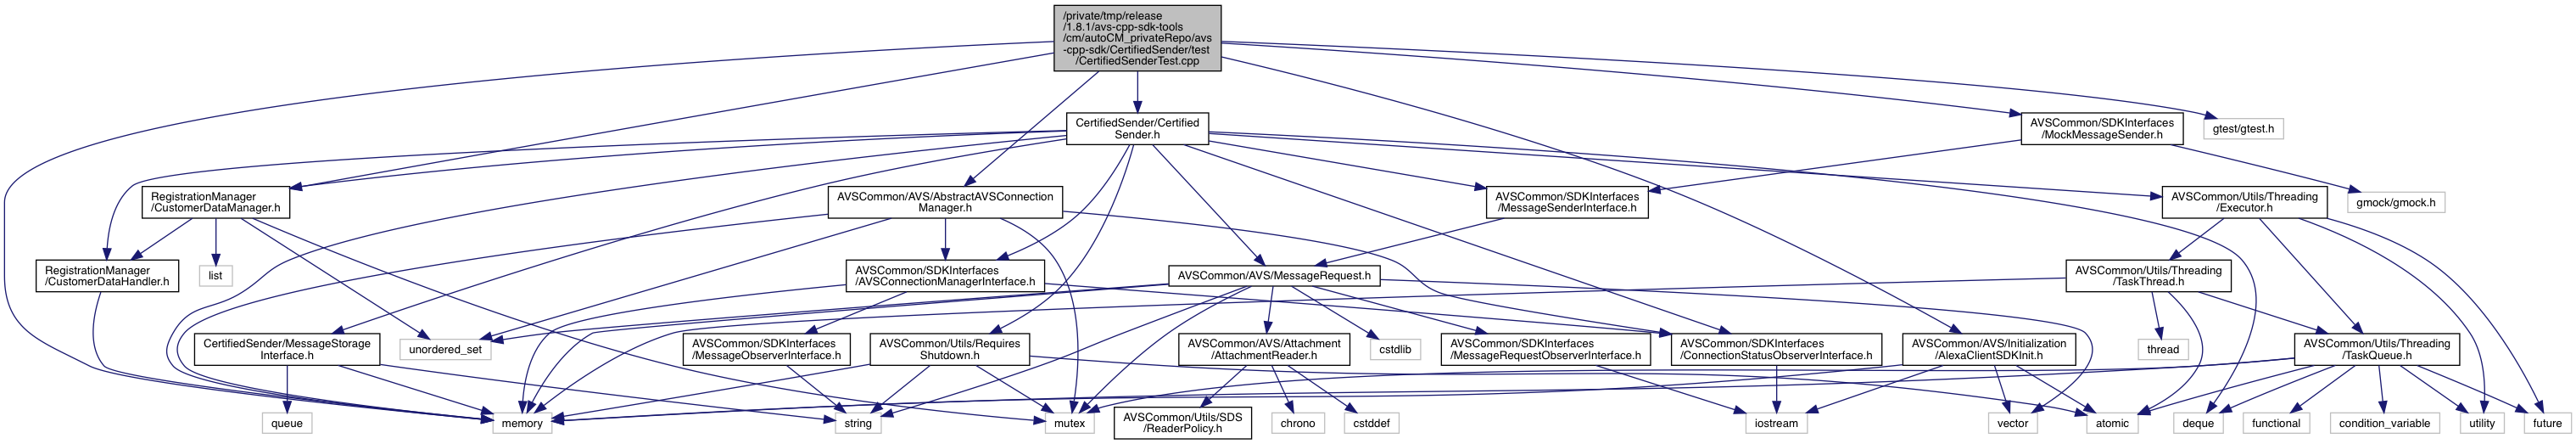 /private/tmp/release
/1.8.1/avs-cpp-sdk-tools
/cm/autoCM_privateRepo/avs
-cpp-sdk/CertifiedSender/test
/CertifiedSenderTest.cpp
CertifiedSender/Certified
Sender.h
AVSCommon/SDKInterfaces
/MockMessageSender.h
gtest/gtest.h
RegistrationManager
/CustomerDataManager.h
AVSCommon/AVS/AbstractAVSConnection
Manager.h
AVSCommon/SDKInterfaces
/MessageSenderInterface.h
AVSCommon/Utils/Threading
/Executor.h
gmock/gmock.h
RegistrationManager
/CustomerDataHandler.h
list
AVSCommon/SDKInterfaces
/AVSConnectionManagerInterface.h
AVSCommon/AVS/MessageRequest.h
AVSCommon/Utils/Threading
/TaskThread.h
CertifiedSender/MessageStorage
Interface.h
unordered_set
AVSCommon/SDKInterfaces
/MessageObserverInterface.h
AVSCommon/Utils/Requires
Shutdown.h
AVSCommon/AVS/Attachment
/AttachmentReader.h
cstdlib
AVSCommon/SDKInterfaces
/MessageRequestObserverInterface.h
AVSCommon/SDKInterfaces
/ConnectionStatusObserverInterface.h
AVSCommon/AVS/Initialization
/AlexaClientSDKInit.h
thread
AVSCommon/Utils/Threading
/TaskQueue.h
queue
memory
string
mutex
AVSCommon/Utils/SDS
/ReaderPolicy.h
chrono
cstddef
iostream
vector
atomic
deque
functional
condition_variable
utility
future